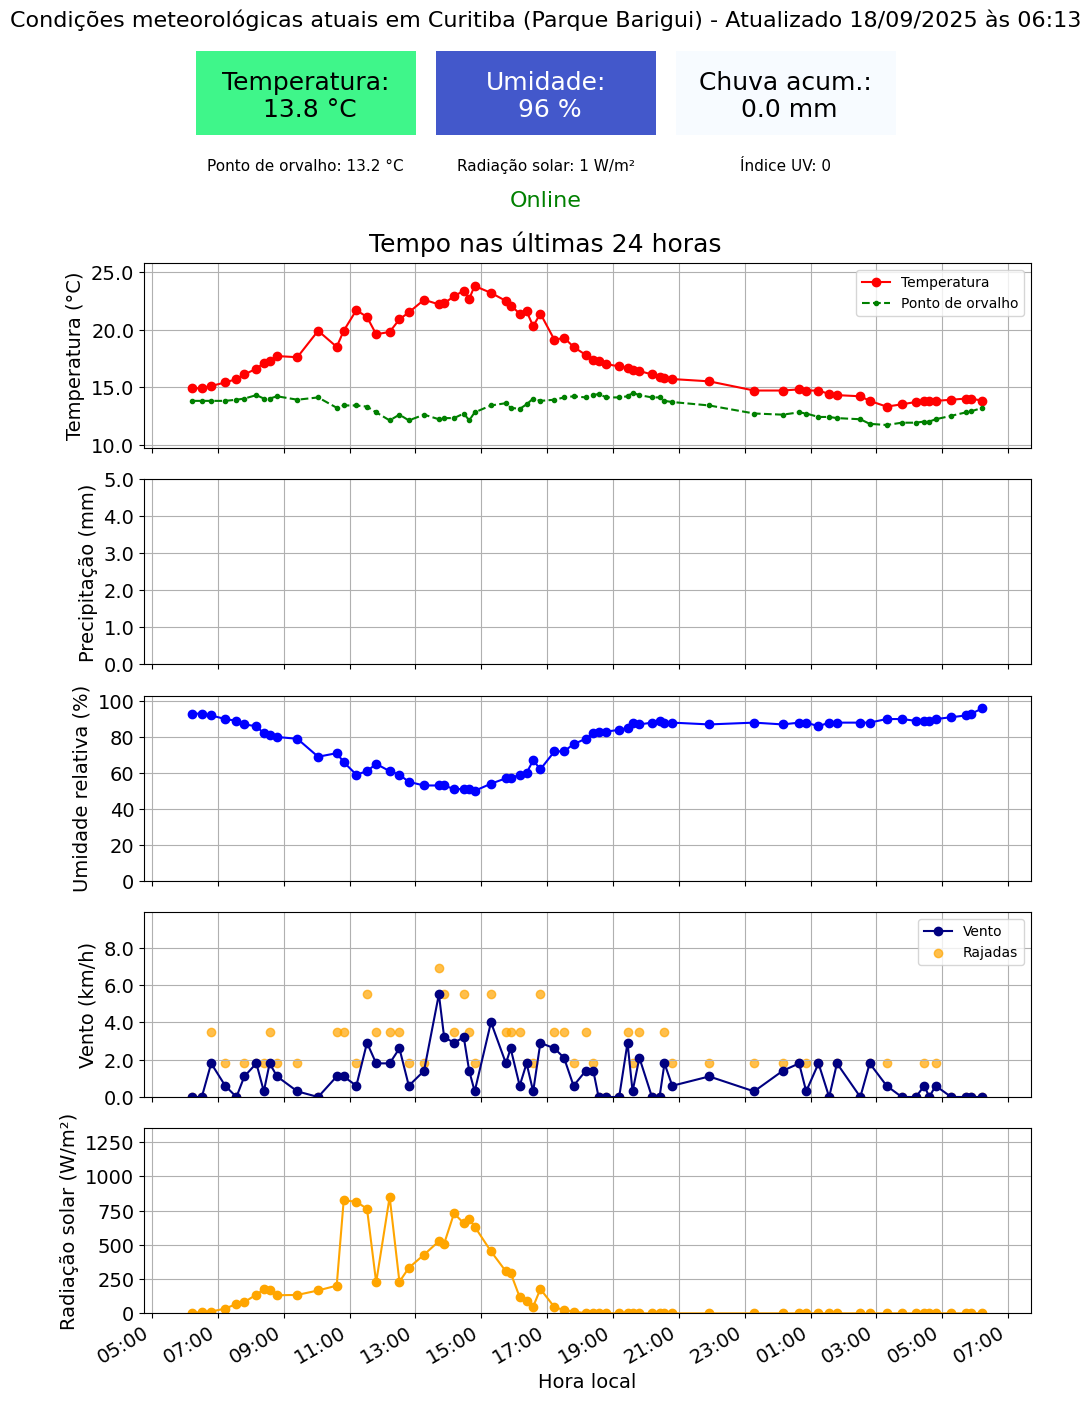 Condições meteorológicas atuais em Curitiba (Parque Barigui) - Atualizado 18/09/2025 às 06:13
Temperatura:
13.8 °C
Umidade:
96 %
Chuva acum.:
0.0 mm
Ponto de orvalho: 13.2 °C
Radiação solar: 1 W/m²
Índice UV: 0
Online
Tempo nas últimas 24 horas
Temperatura (°C)
25.0
20.0
15.0
10.0
Temperatura
Ponto de orvalho
Precipitação (mm)
5.0
4.0
3.0
2.0
1.0
0.0
Umidade relativa (%)
100
80
60
40
20
0
Vento (km/h)
8.0
6.0
4.0
2.0
0.0
Vento
Rajadas
Radiação solar (W/m²)
1250
1000
750
500
250
0
05:00
07:00
09:00
11:00
13:00
15:00
17:00
19:00
21:00
23:00
01:00
03:00
05:00
07:00
Hora local